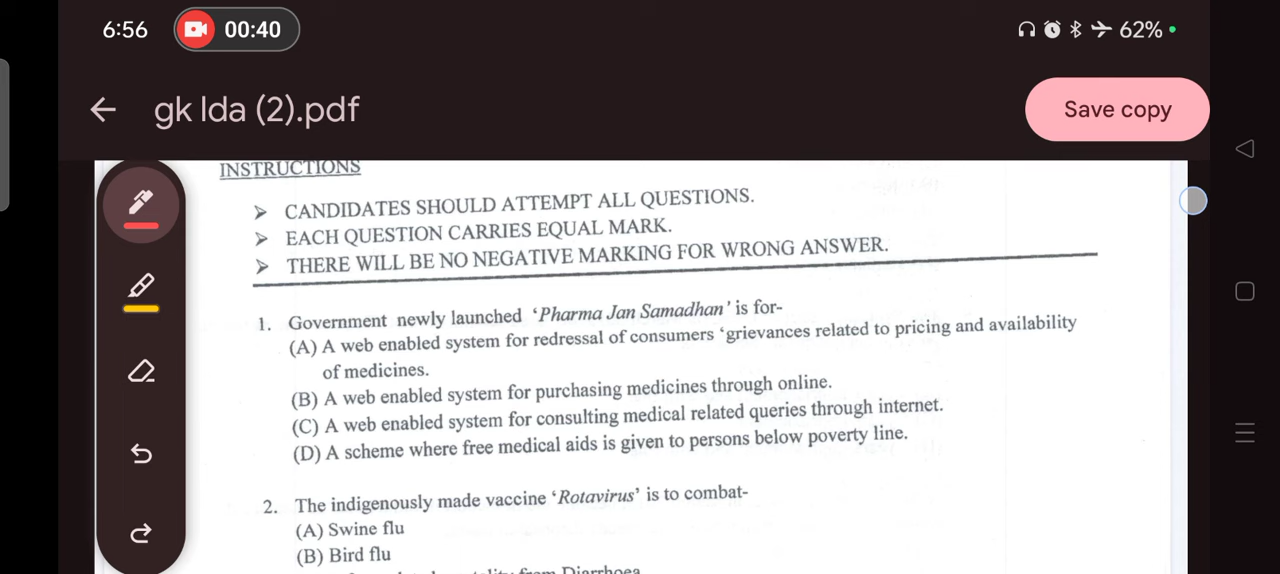 6:56 00:40 62%
gk lda (2).pdf Save copy
INSTRUCTIONS
➢ CANDIDATES SHOULD ATTEMPT ALL QUESTIONS.
➢ EACH QUESTION CARRIES EQUAL MARK.
➢ THERE WILL BE NO NEGATIVE MARKING FOR WRONG ANSWER.
1. Government newly launched ‘Pharma Jan Samadhan’ is for-
(A) A web enabled system for redressal of consumers ‘grievances related to pricing and availability
of medicines.
(B) A web enabled system for purchasing medicines through online.
(C) A web enabled system for consulting medical related queries through internet.
(D) A scheme where free medical aids is given to persons below poverty line.
2. The indigenously made vaccine ‘Rotavirus’ is to combat-
(A) Swine flu
(B) Bird flu
from Diarrhoea